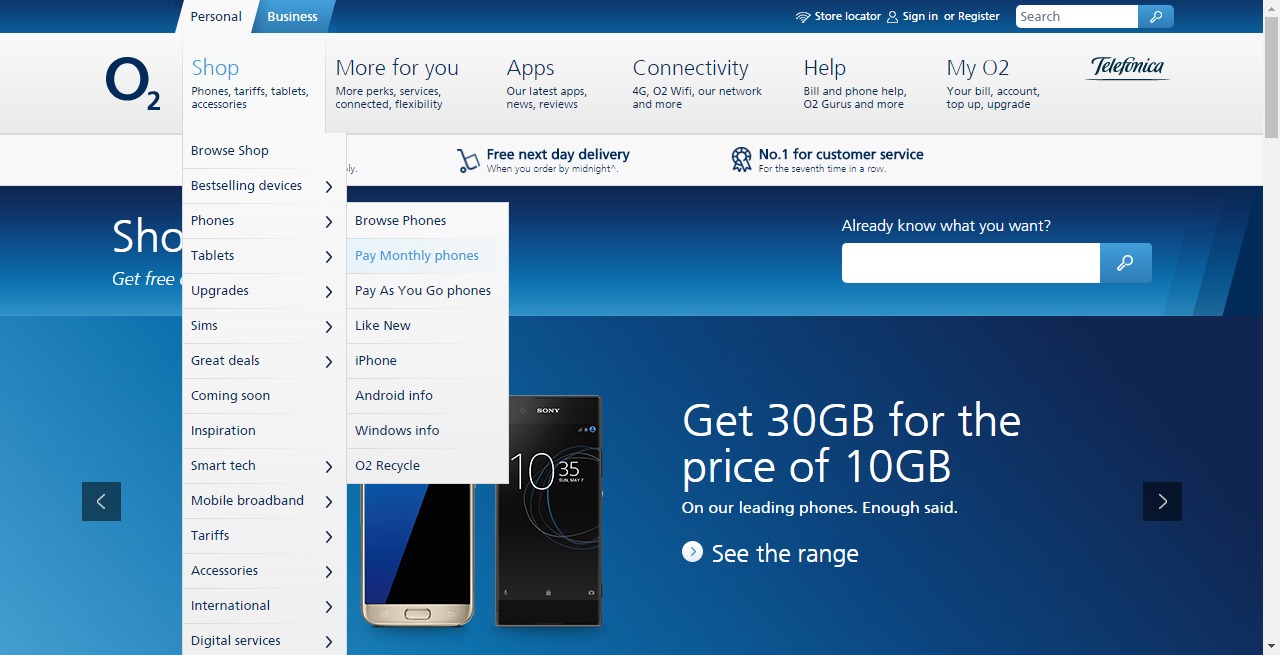 Personal
Business
Store locator
Sign in or Register
Search
O2
Shop
Phones, tariffs, tablets,
accessories
More for you
More perks, services,
connected, flexibility
Apps
Our latest apps,
news, reviews
Connectivity
4G, O2 Wifi, our network
and more
Help
Bill and phone help,
O2 Gurus and more
My O2
Your bill, account,
top up, upgrade
Telefónica
Free next day delivery
When you order by midnight^.
No.1 for customer service
For the seventh time in a row.
Browse Shop
Bestselling devices
Phones
Tablets
Upgrades
Sims
Great deals
Coming soon
Inspiration
Smart tech
Mobile broadband
Tariffs
Accessories
International
Digital services
Browse Phones
Pay Monthly phones
Pay As You Go phones
Like New
iPhone
Android info
Windows info
O2 Recycle
Sho
Get free
Already know what you want?
SONY
10 35
SUN, MAY 7
Get 30GB for the
price of 10GB
On our leading phones. Enough said.
See the range